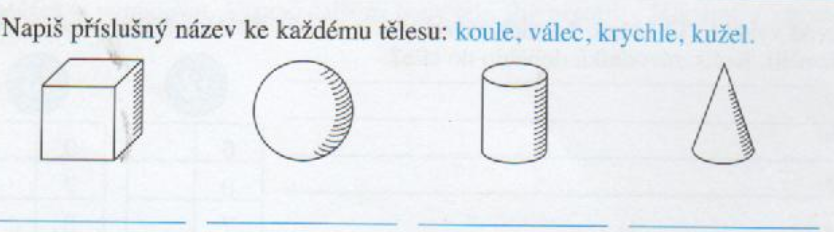 Napiš příslušný název ke každému tělesu: koule, válec, krychle, kužel.